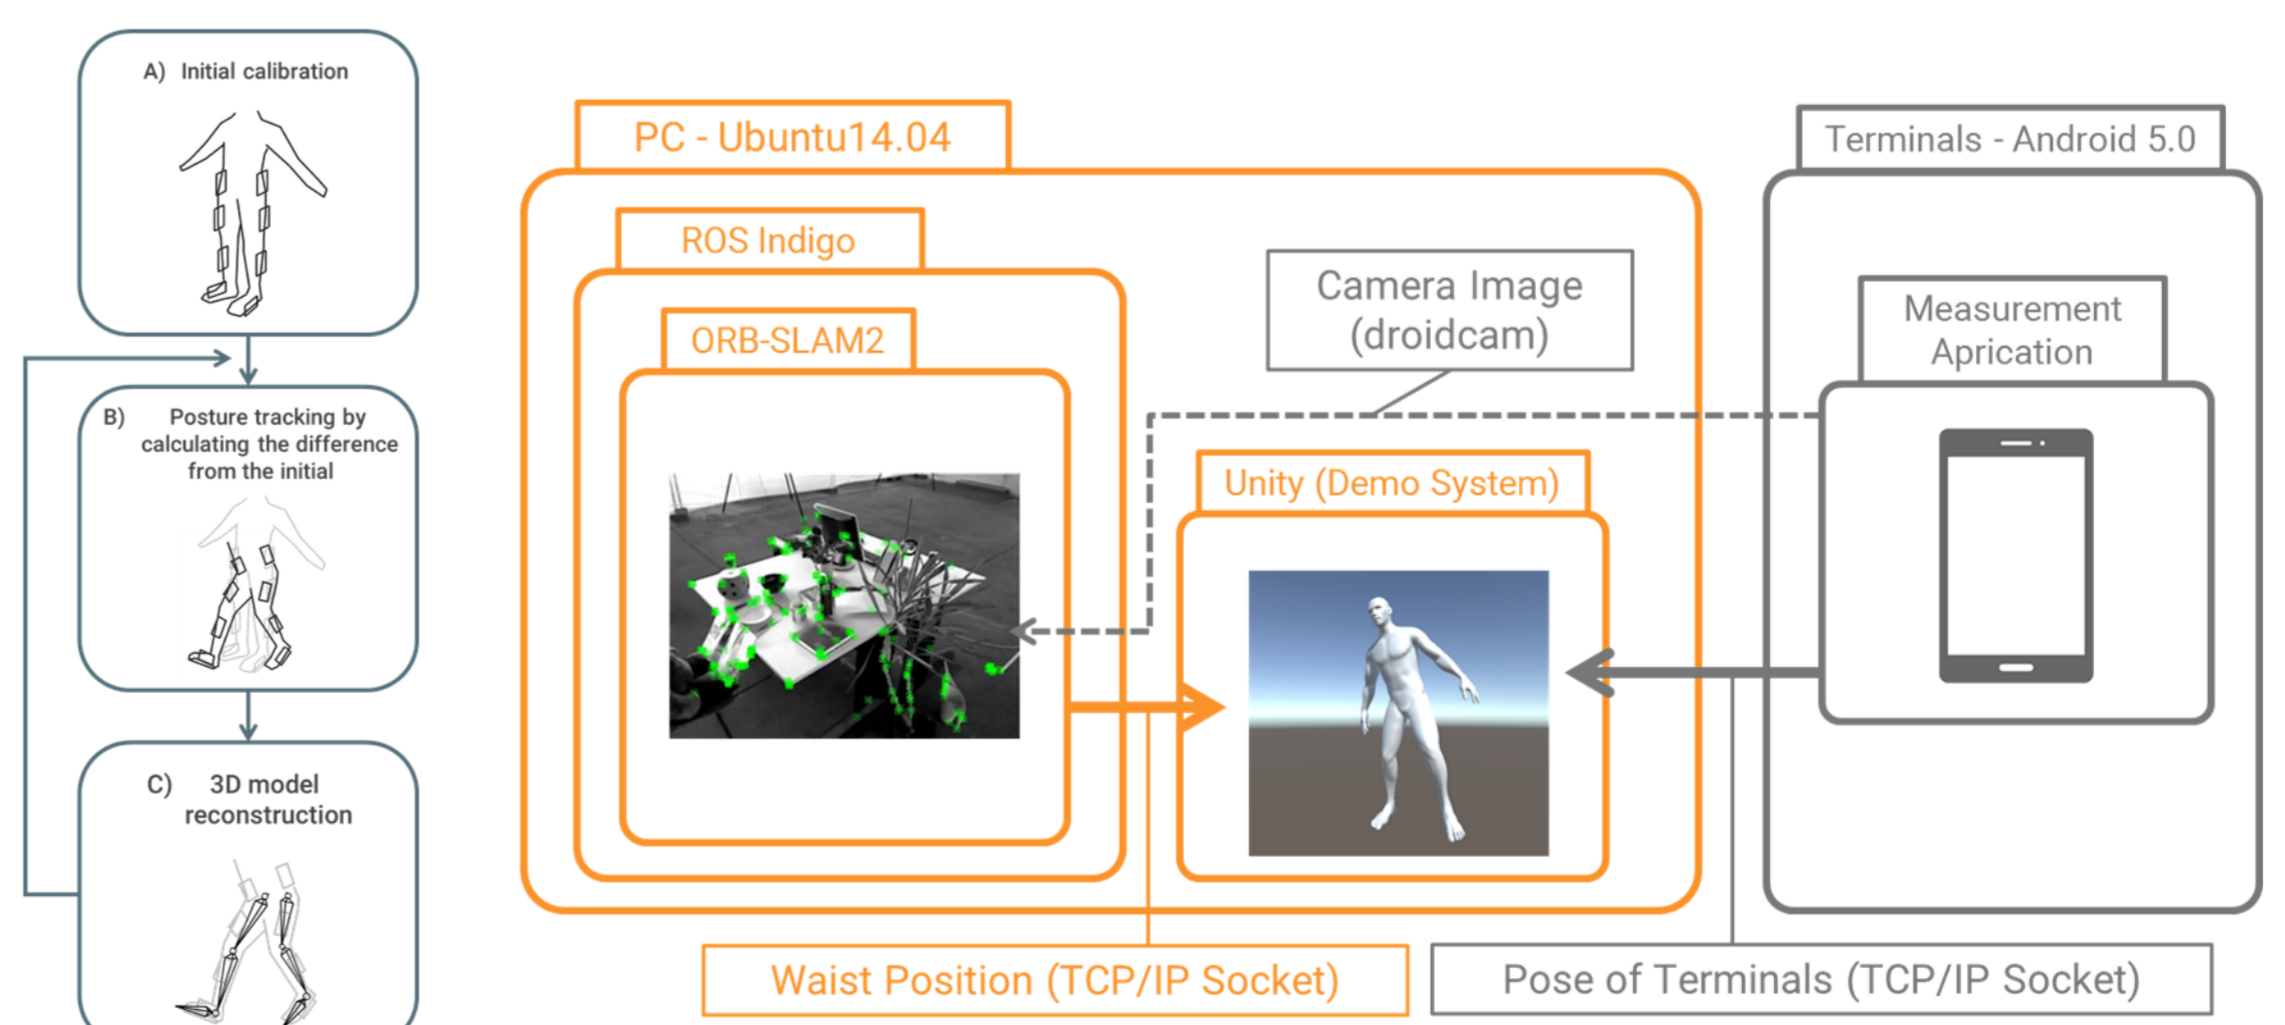 A) Initial calibration
B) Posture tracking by
calculating the difference
from the initial
C) 3D model
reconstruction
PC - Ubuntu14.04
ROS Indigo
ORB-SLAM2
Camera Image
(droidcam)
Unity (Demo System)
Terminals - Android 5.0
Measurement
Aprication
Waist Position (TCP/IP Socket)
Pose of Terminals (TCP/IP Socket)